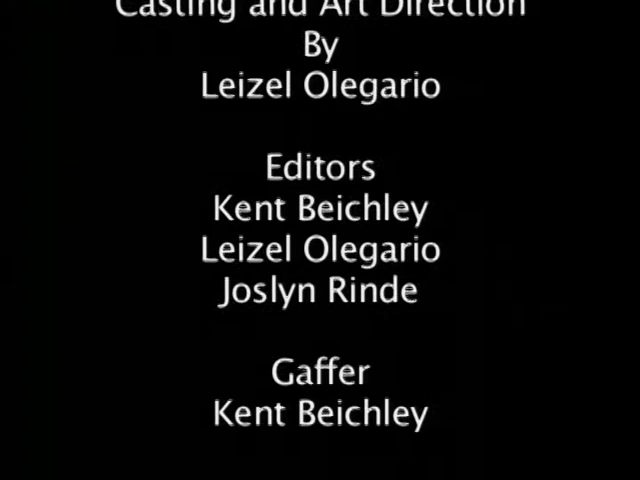 Casting and Art Direction
By
Leizel Olegario
Editors
Kent Beichley
Leizel Olegario
Joslyn Rinde
Gaffer
Kent Beichley